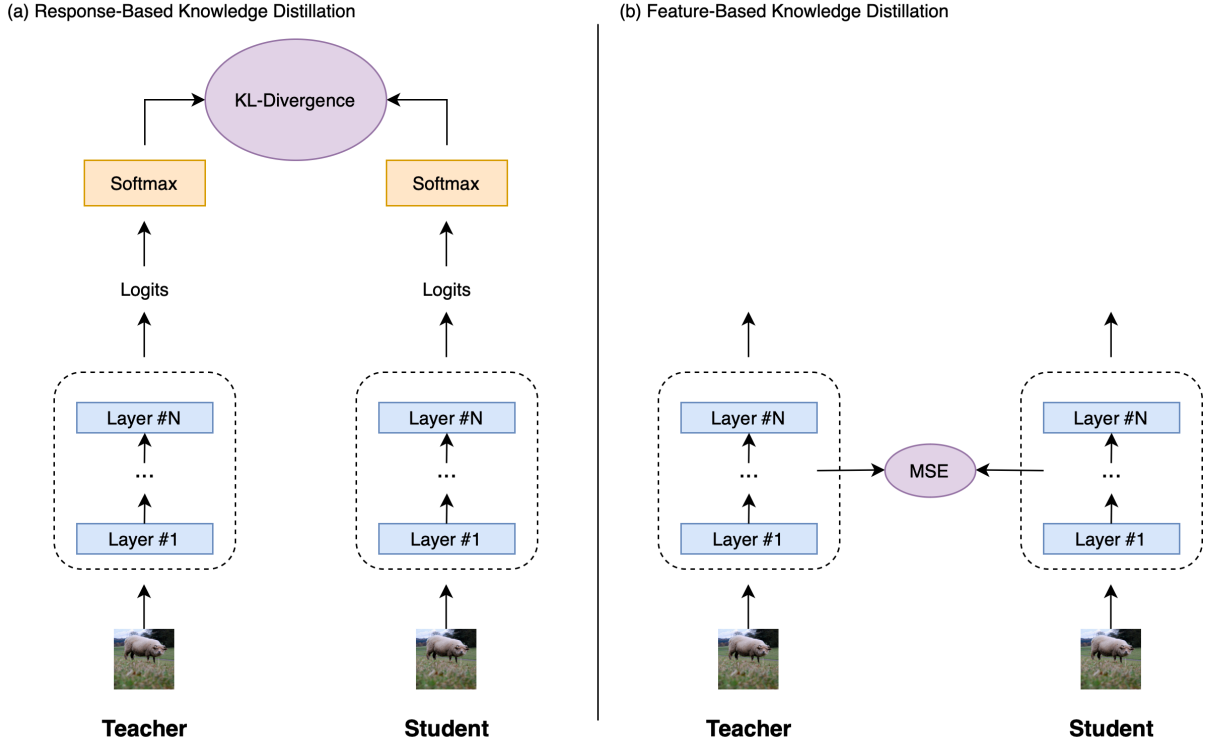 (a) Response-Based Knowledge Distillation
KL-Divergence
Softmax
Softmax
Logits
Logits
Layer #N
Layer #N
...
...
Layer #1
Layer #1
Teacher
Student
(b) Feature-Based Knowledge Distillation
Layer #N
Layer #N
...
MSE
...
Layer #1
Layer #1
Teacher
Student